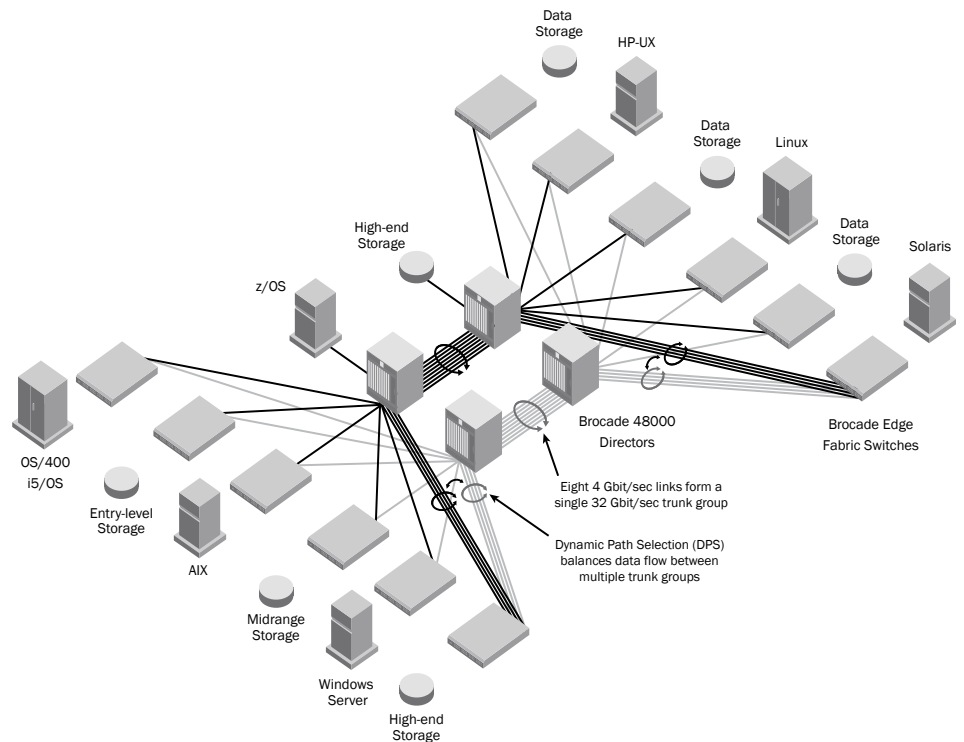 Data
Storage
HP-UX
Data
Storage
Linux
Data
Storage
Solaris
High-end
Storage
z/OS
OS/400
i5/OS
Entry-level
Storage
AIX
Midrange
Storage
Windows
Server
High-end
Storage
Brocade 48000
Directors
Brocade Edge
Fabric Switches
Eight 4 Gbit/sec links form a
single 32 Gbit/sec trunk group
Dynamic Path Selection (DPS)
balances data flow between
multiple trunk groups